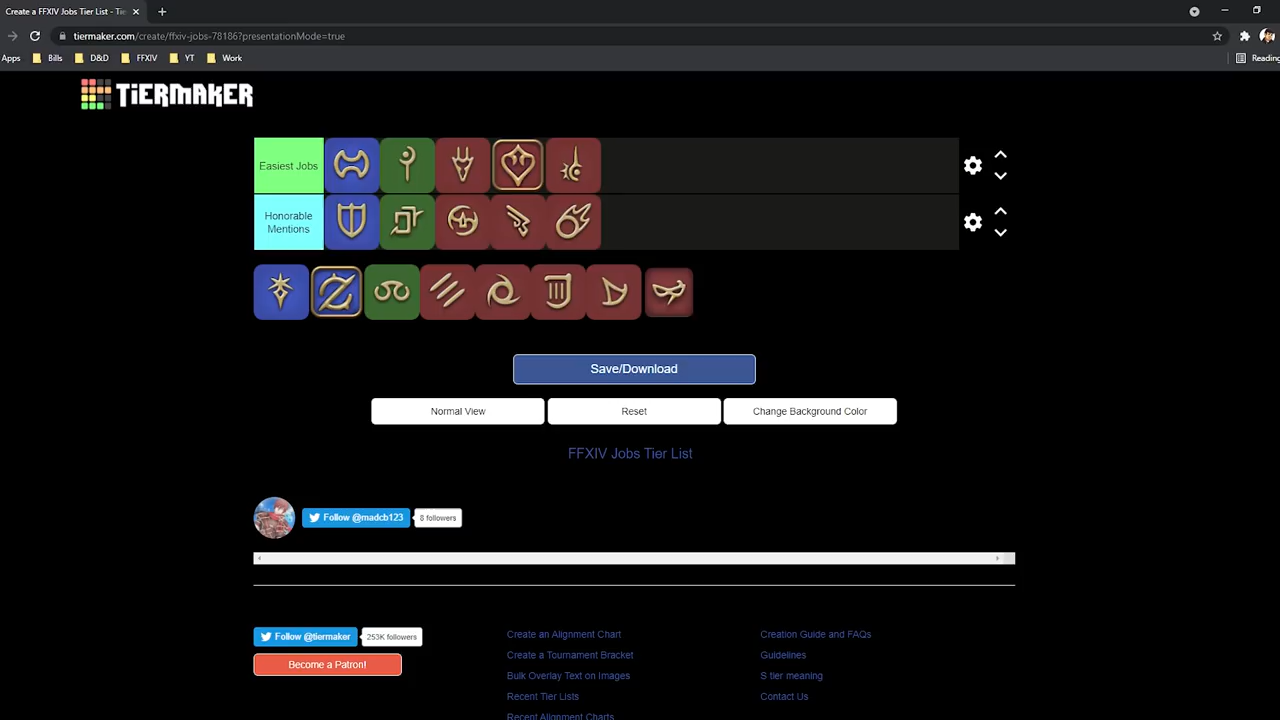 Create a FFXIV Jobs Tier List - Tie
tiermaker.com/create/ffxiv-jobs-78186?presentationMode=true
Apps Bills D&D FFXIV YT Work Reading
TIERMAKER
Easiest Jobs
Honorable
Mentions
Save/Download
Normal View Reset Change Background Color
FFXIV Jobs Tier List
Follow @madcb123 8 followers
Follow @tiermaker 253K followers
Become a Patron!
Create an Alignment Chart
Create a Tournament Bracket
Bulk Overlay Text on Images
Recent Tier Lists
Recent Alignment Charts
Creation Guide and FAQs
Guidelines
S tier meaning
Contact Us